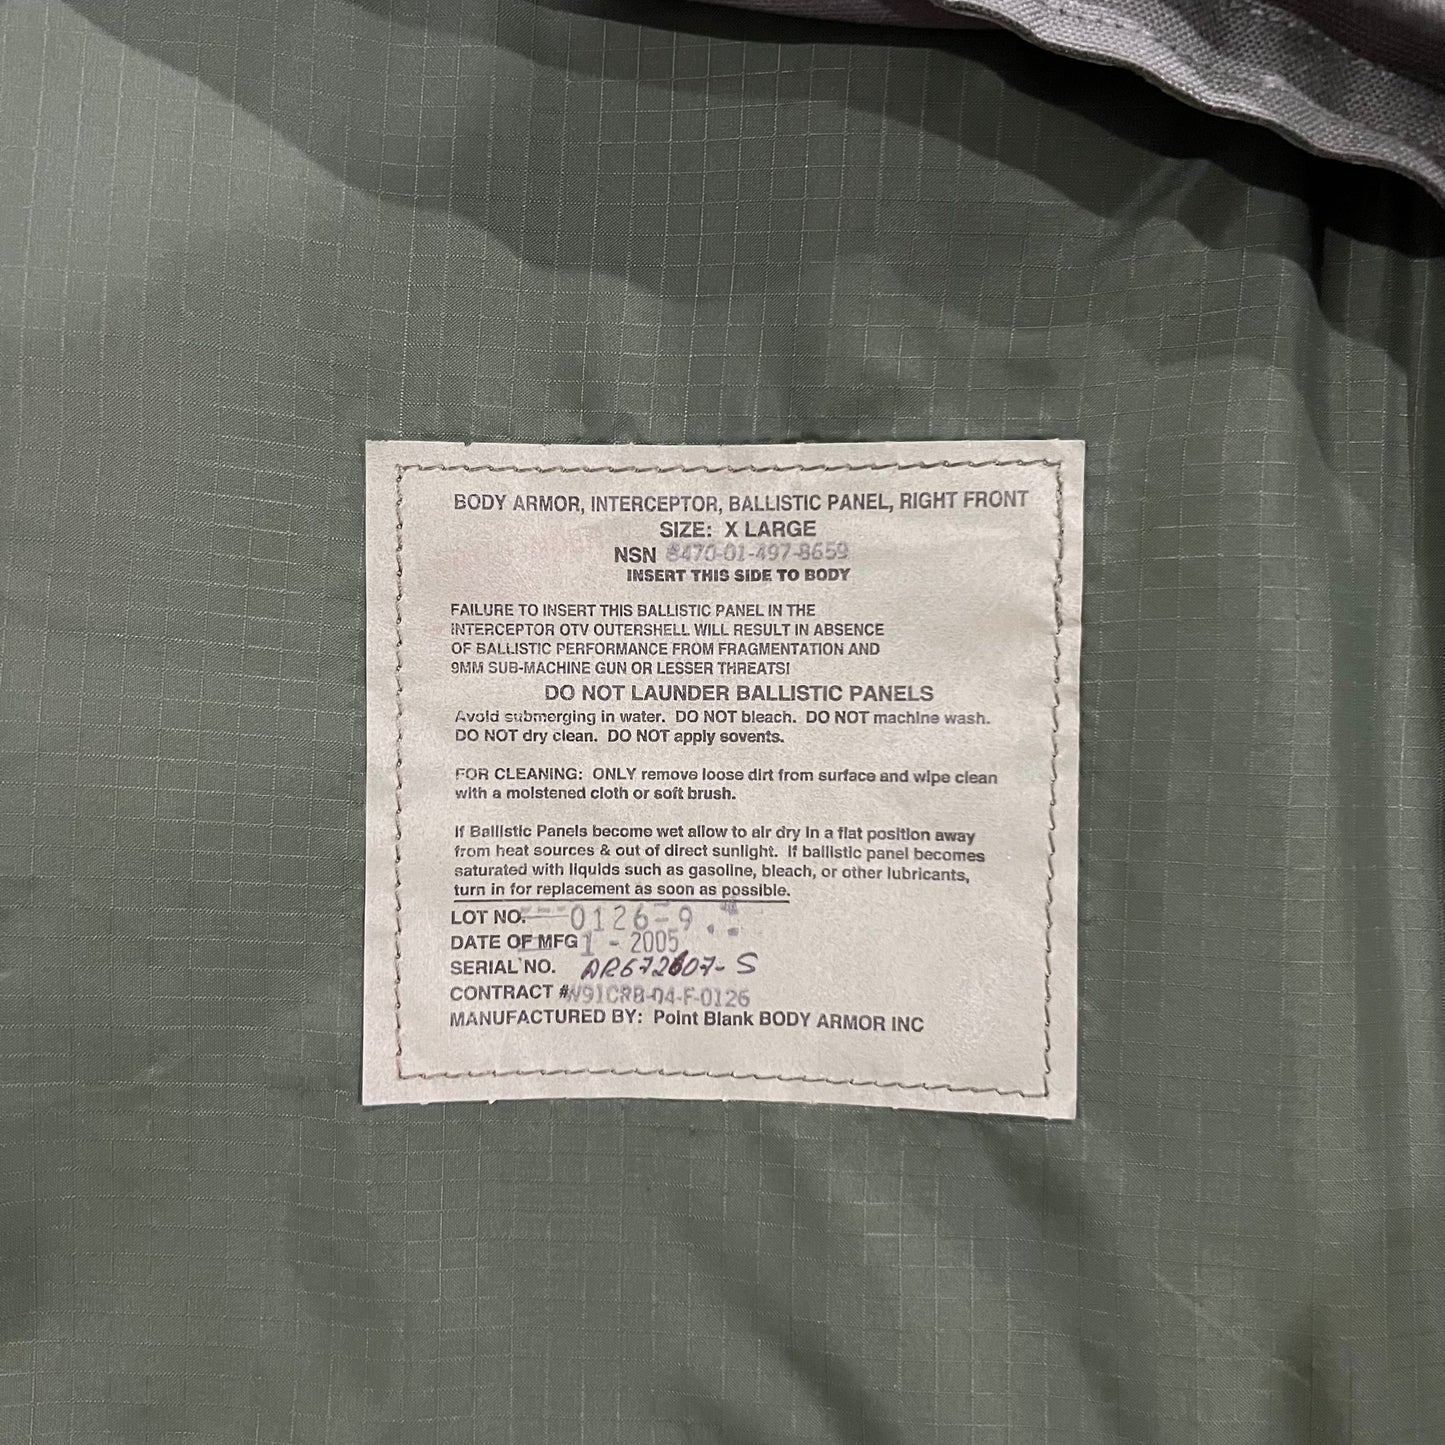 BODY ARMOR, INTERCEPTOR, BALLISTIC PANEL, RIGHT FRONT
SIZE: X LARGE
NSN 8470-01-497-8659
INSERT THIS SIDE TO BODY
FAILURE TO INSERT THIS BALLISTIC PANEL IN THE
INTERCEPTOR OTV OUTERSHELL WILL RESULT IN ABSENCE
OF BALLISTIC PERFORMANCE FROM FRAGMENTATION AND
9MM SUB-MACHINE GUN OR LESSER THREATS!
DO NOT LAUNDER BALLISTIC PANELS
Avoid submerging in water. DO NOT bleach. DO NOT machine wash.
DO NOT dry clean. DO NOT apply sovents.
FOR CLEANING: ONLY remove loose dirt from surface and wipe clean
with a moistened cloth or soft brush.
If Ballistic Panels become wet allow to air dry in a flat position away
from heat sources & out of direct sunlight. If ballistic panel becomes
saturated with liquids such as gasoline, bleach, or other lubricants,
turn in for replacement as soon as possible.
LOT NO. 0126-9
DATE OF MFG 1 - 2005
SERIAL NO. AR672607-S
CONTRACT #W91CRB-04-F-0126
MANUFACTURED BY: Point Blank BODY ARMOR INC